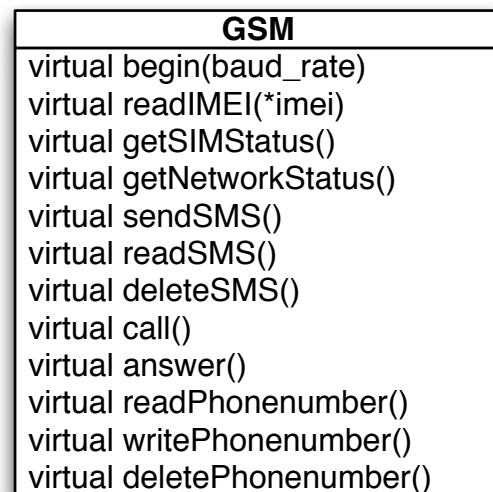 GSM
virtual begin(baud_rate)
virtual readIMEI(*imei)
virtual getSIMStatus()
virtual getNetworkStatus()
virtual sendSMS()
virtual readSMS()
virtual deleteSMS()
virtual call()
virtual answer()
virtual readPhonenumber()
virtual writePhonenumber()
virtual deletePhonenumber()